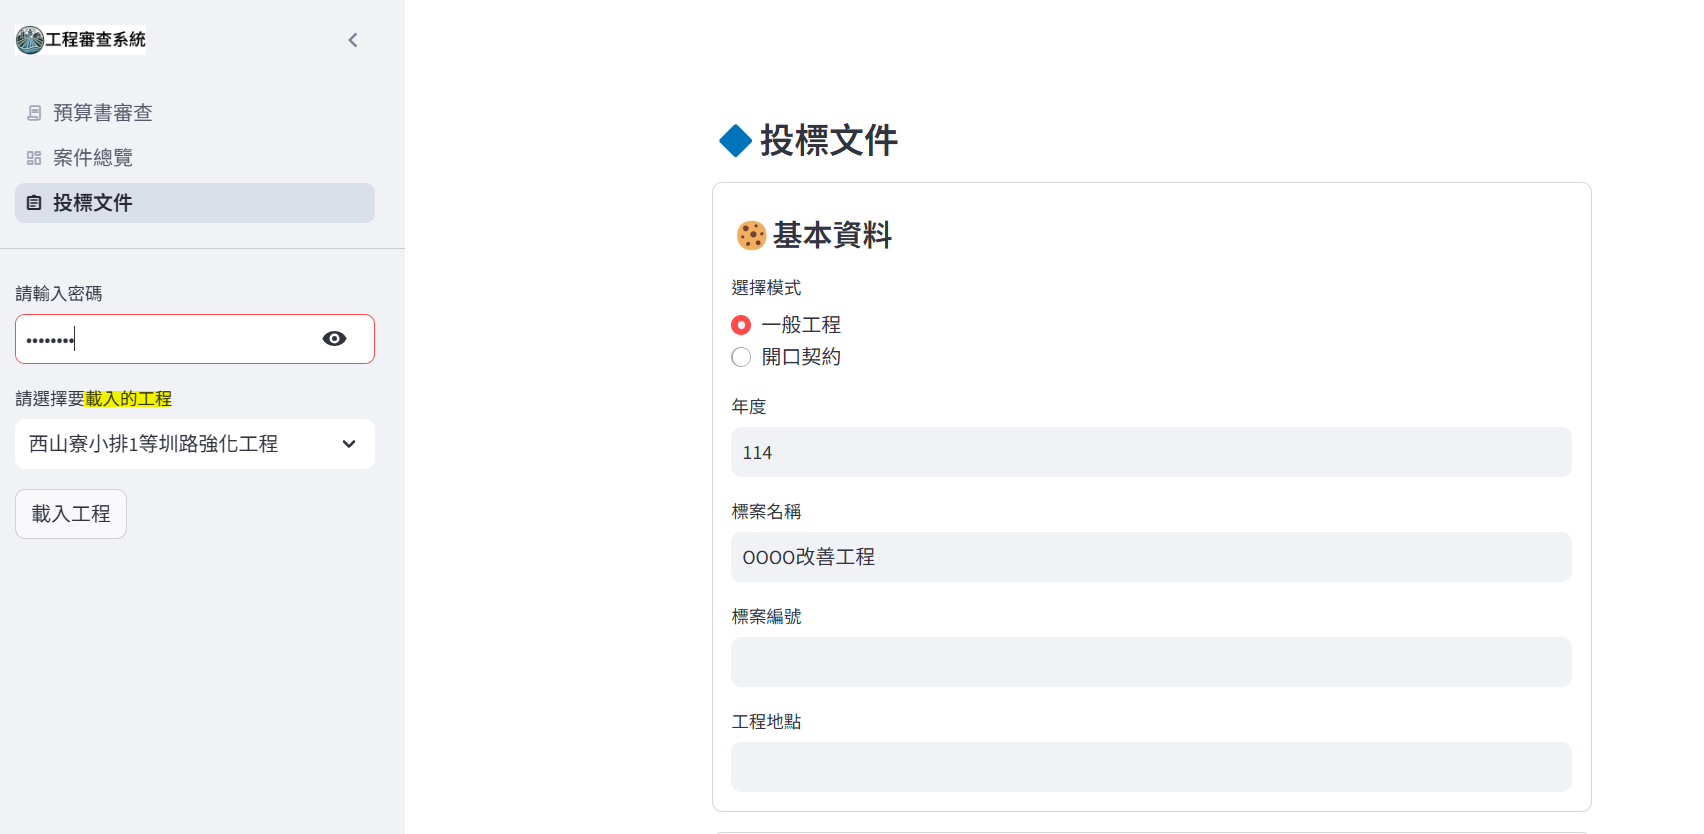 工程審查系統
預算書審查
案件總覽
投標文件
請輸入密碼
••••••••
請選擇要載入的工程
西山寮小排1等圳路強化工程
載入工程
投標文件
基本資料
選擇模式
一般工程
開口契約
年度
114
標案名稱
OOOO改善工程
標案編號
工程地點